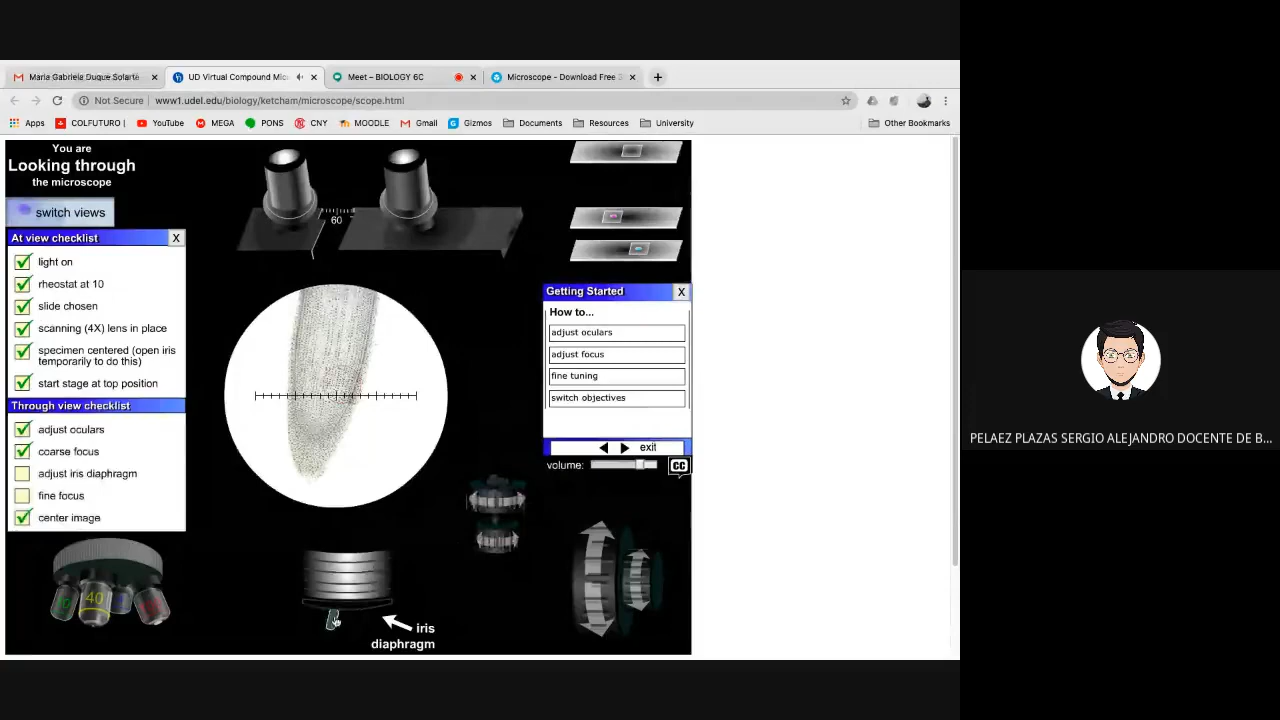 Maria Gabriela Duque Solarte
UD Virtual Compound Mic
Meet – BIOLOGY 6C
Microscope - Download Free 3
Not Secure | www1.udel.edu/biology/ketcham/microscope/scope.html
Apps COLFUTURO | YouTube MEGA PONS CNY MOODLE Gmail Gizmos Documents Resources University Other Bookmarks
You are
Looking through
the microscope
switch views
At view checklist X
light on
rheostat at 10
slide chosen
scanning (4X) lens in place
specimen centered (open iris
temporarily to do this)
start stage at top position
Through view checklist
adjust oculars
coarse focus
adjust iris diaphragm
fine focus
center image
60
Getting Started X
How to...
adjust oculars
adjust focus
fine tuning
switch objectives
exit
volume:
CC
10
40
iris
diaphragm
PELAEZ PLAZAS SERGIO ALEJANDRO DOCENTE DE B...